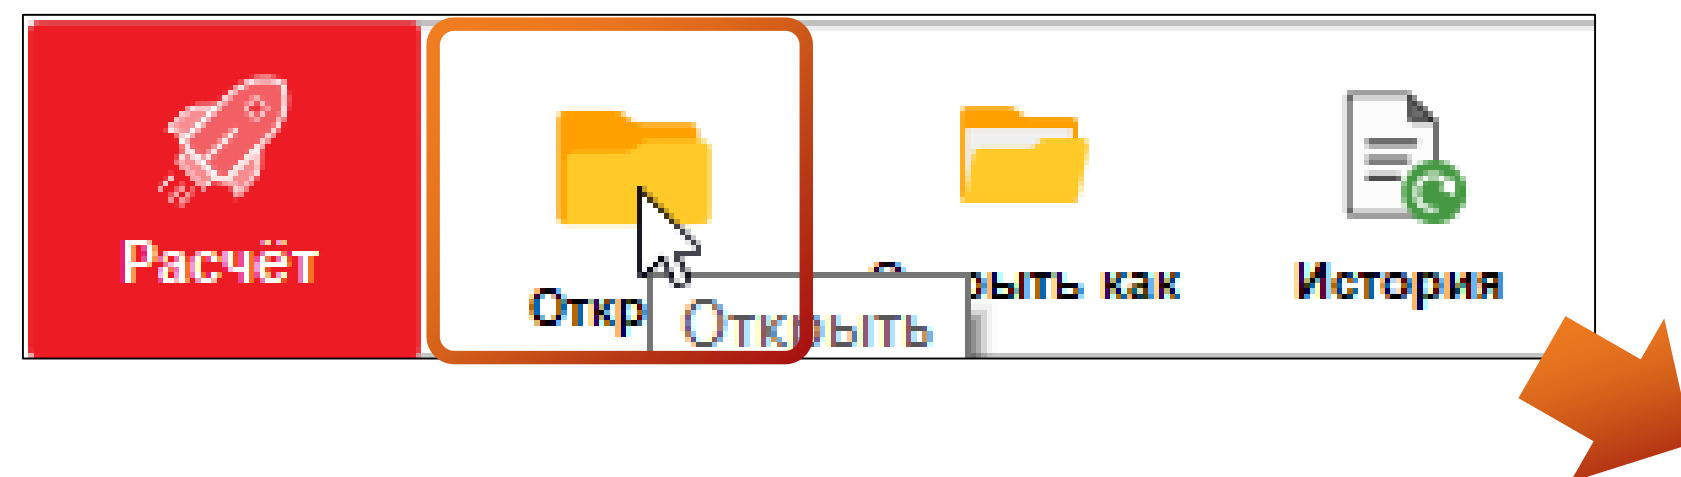 Расчёт
Откр
Открыть
рыть как
История